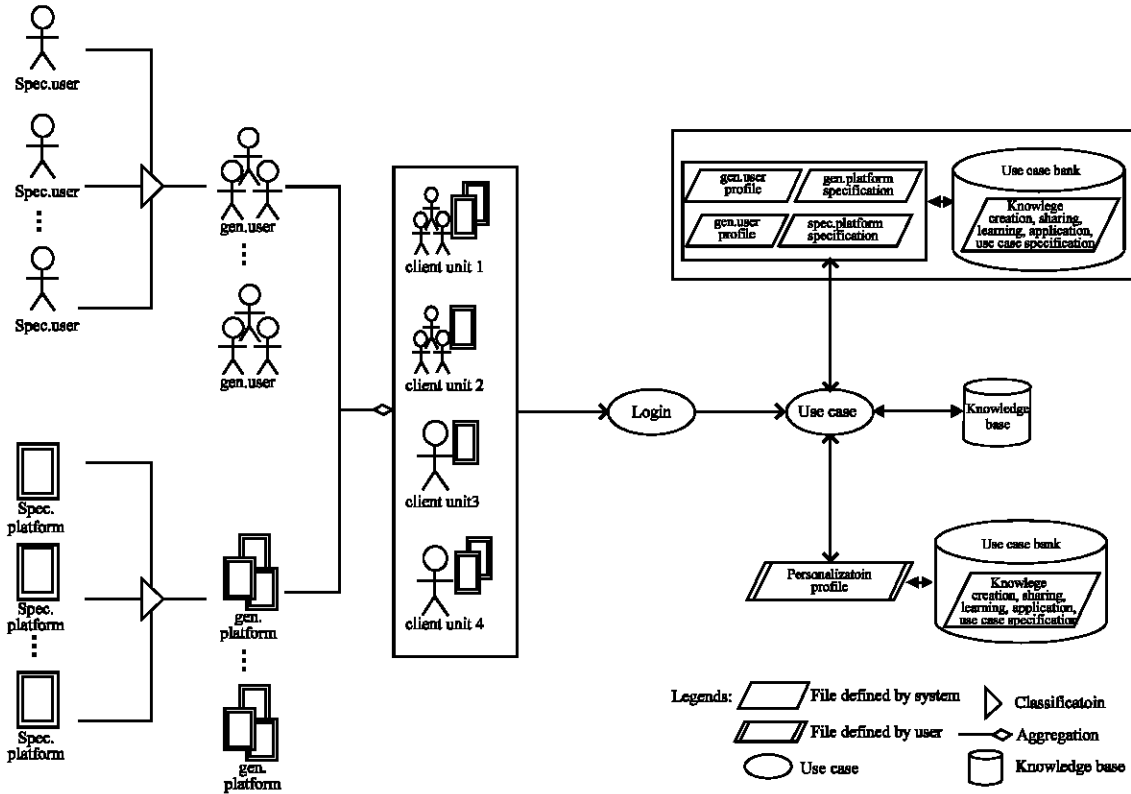 Spec.user
Spec.user
Spec.user
gen.user
gen.user
Spec.
platform
Spec.
platform
Spec.
platform
gen.
platform
gen.
platform
client unit 1
client unit 2
client unit3
client unit 4
Login
Use case
gen.user
profile
gen.platform
specification
gen.user
profile
spec.platform
specification
Use case bank
Knowlege
creation, sharing,
learning, application,
use case specification
Knowledge
base
Personalizatoin
profile
Use case bank
Knowlege
creation, sharing,
learning, application,
use case specification
Legends:
File defined by system
Classificatoin
File defined by user
Aggregation
Use case
Knowledge base